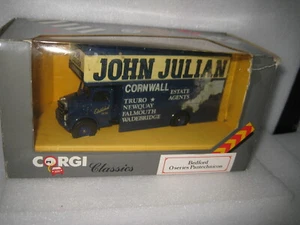 JOHN JULIAN
CORNWALL
ESTATE
AGENTS
TRURO ★
NEWQUAY
FALMOUTH
WADEBRIDGE
CORGI
Classics
Bedford
O series Pantechnicon